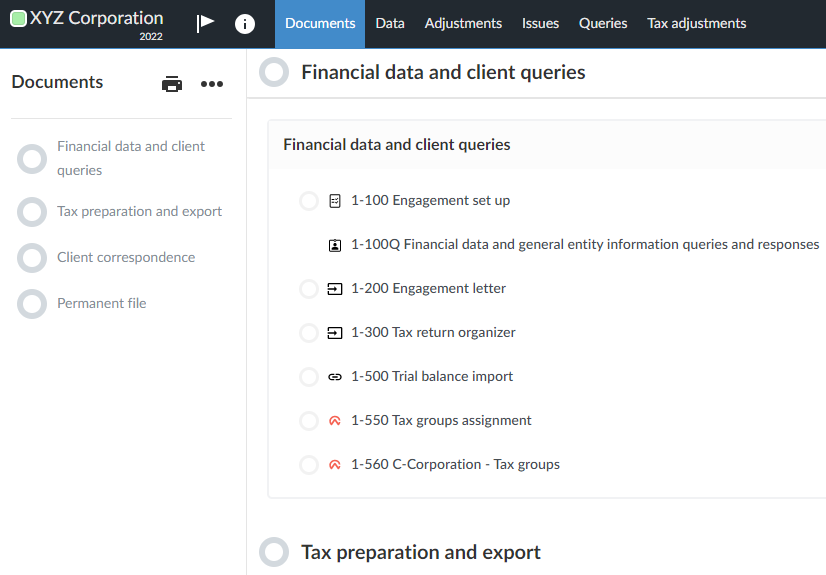 XYZ Corporation
2022
Documents
Data
Adjustments
Issues
Queries
Tax adjustments
Documents
Financial data and client
queries
Tax preparation and export
Client correspondence
Permanent file
Financial data and client queries
Financial data and client queries
1-100 Engagement set up
1-100Q Financial data and general entity information queries and responses
1-200 Engagement letter
1-300 Tax return organizer
1-500 Trial balance import
1-550 Tax groups assignment
1-560 C-Corporation - Tax groups
Tax preparation and export